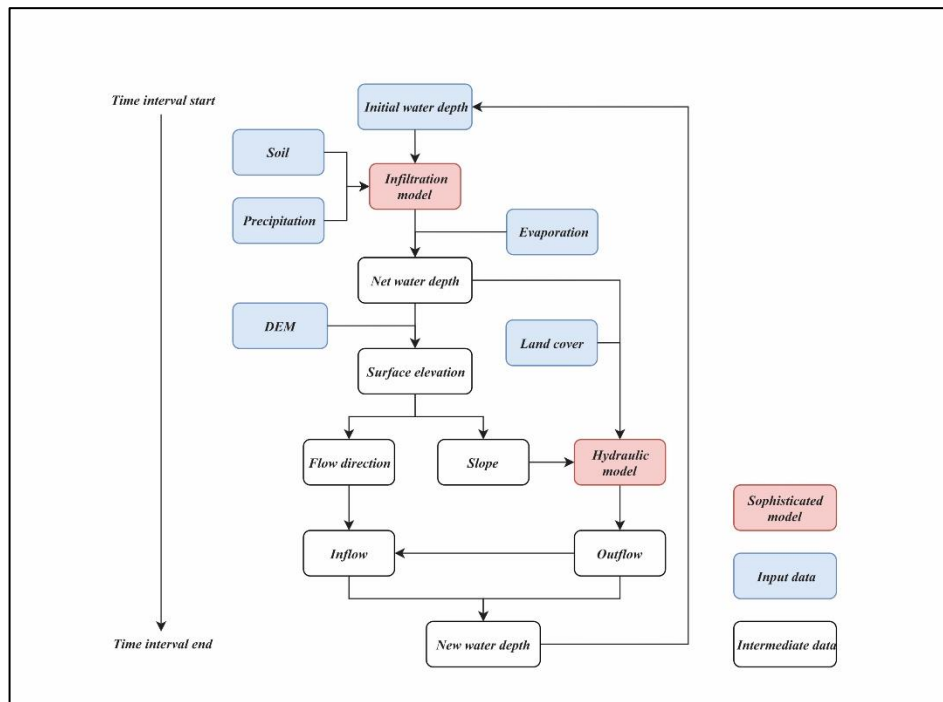 Time interval start
Initial water depth
Soil
Infiltration
model
Precipitation
Evaporation
Net water depth
DEM
Land cover
Surface elevation
Flow direction
Slope
Hydraulic
model
Sophisticated
model
Inflow
Outflow
Input data
Time interval end
New water depth
Intermediate data